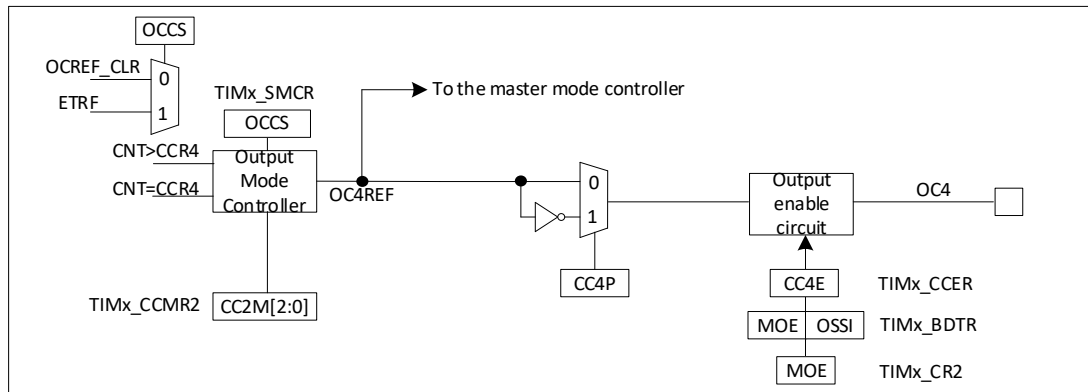 OCCS
OCREF_CLR
0
ETRF
1
To the master mode controller
TIMx_SMCR
OCCS
CNT>CCR4
CNT=CCR4
Output
Mode
Controller
OC4REF
0
1
Output
enable
circuit
OC4
CC4P
CC4E
TIMx_CCER
TIMx_CCMR2
CC2M[2:0]
MOE
OSSI
TIMx_BDTR
MOE
TIMx_CR2